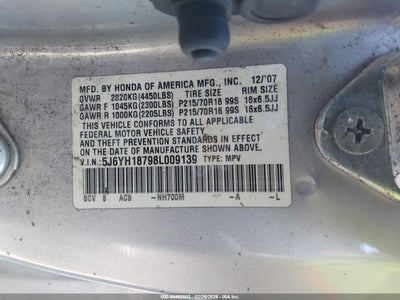 MFD. BY HONDA OF AMERICA MFG., INC. 12/'07
GVWR 2020KG(4450LBS) TIRE SIZE RIM SIZE
GAWR F 1045KG(2300LBS) P215/70R16 99S 16x6.5JJ
GAWR R 1000KG(2205LBS) P215/70R16 99S 16x6.5JJ
THIS VEHICLE CONFORMS TO ALL APPLICABLE
FEDERAL MOTOR VEHICLE
AND THEFT PREVENTION STANDARDS IN EFFECT
ON THE DATE OF MANUFACTURE SHOWN ABOVE.
V.I.N.: 5J6YH18798L009139 TYPE: MPV
SCV 6 AC5 —NH700M —A —L